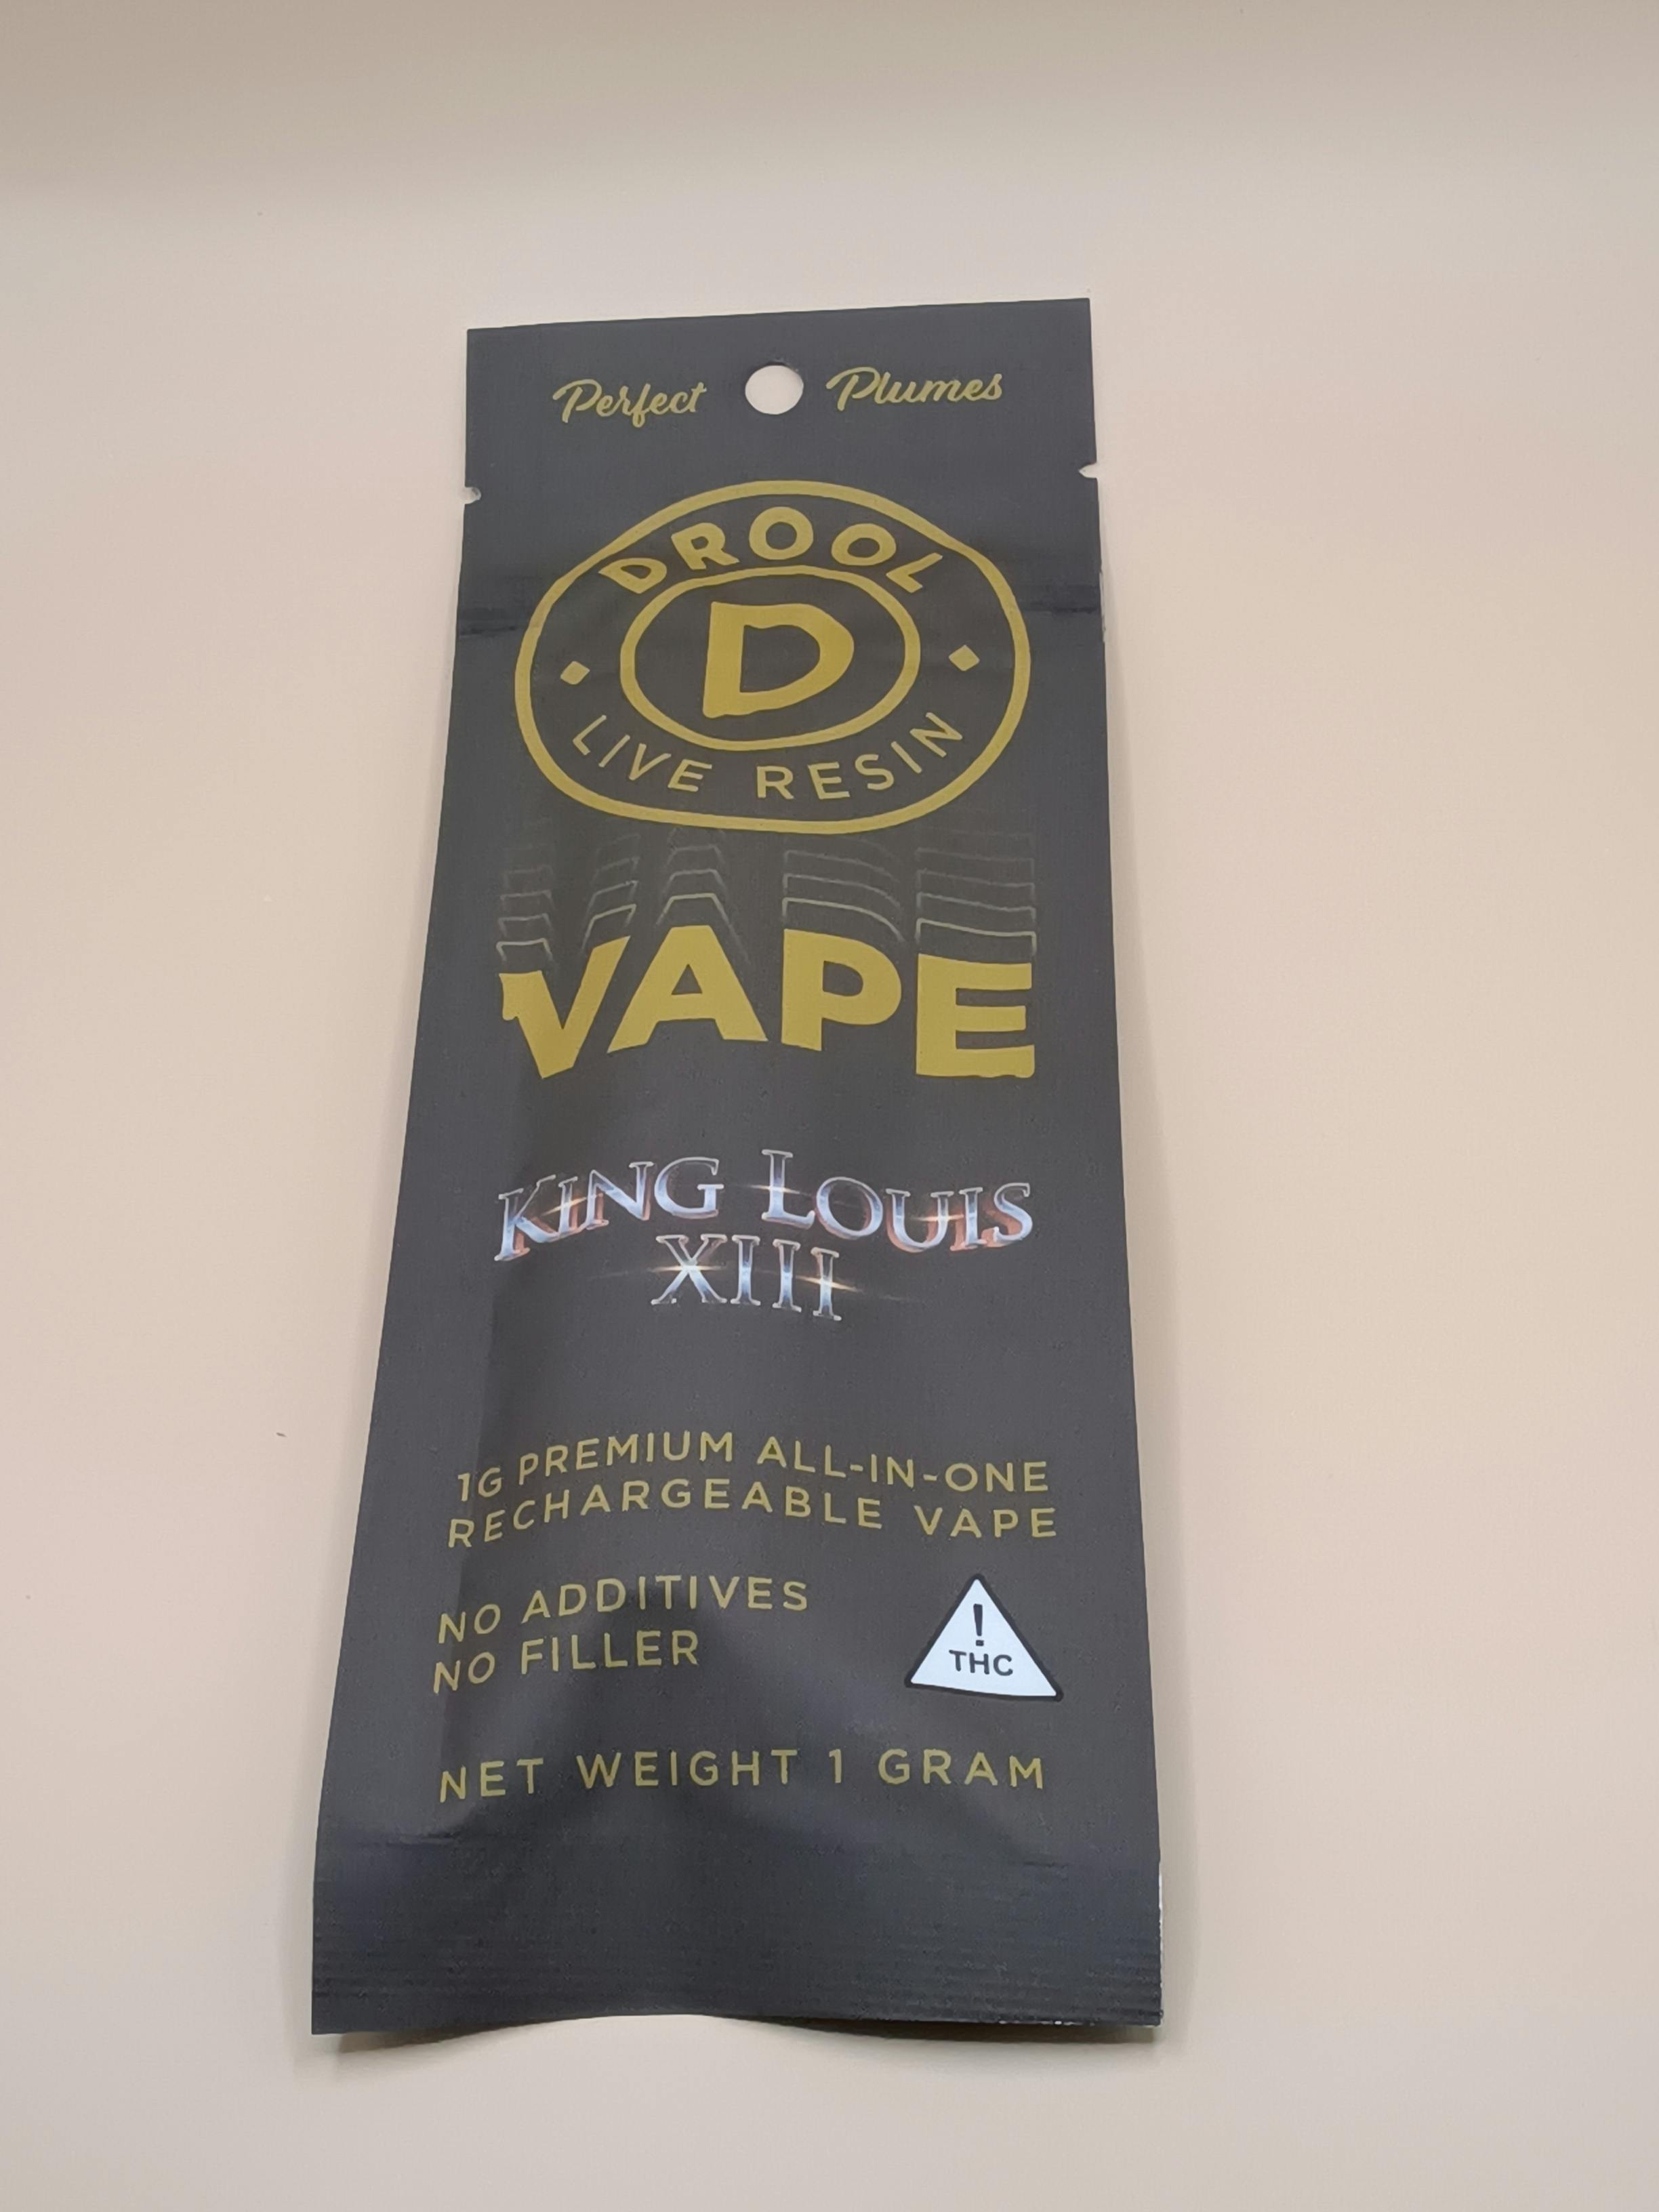 Perfect Plumes
DROOL
D
LIVE RESIN
VAPE
KING LOUIS
XIII
1G PREMIUM ALL-IN-ONE
RECHARGEABLE VAPE
NO ADDITIVES
NO FILLER
!
THC
NET WEIGHT 1 GRAM